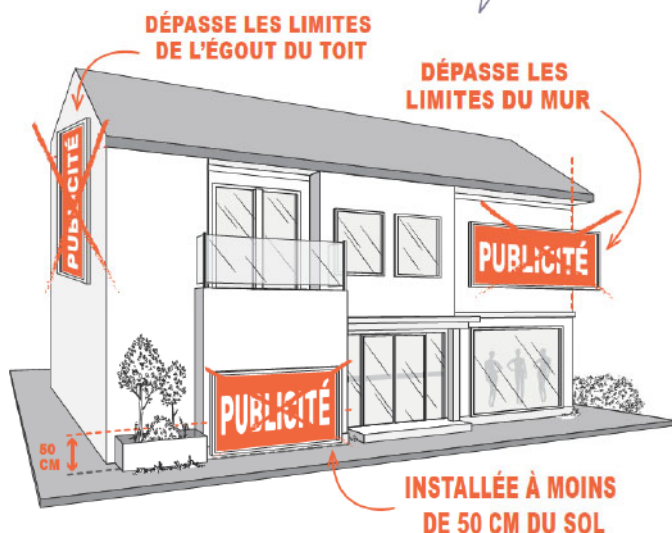 DÉPASSE LES LIMITES
DE L'ÉGOUT DU TOIT
DÉPASSE LES
LIMITES DU MUR
PUBLICITÉ
PUBLICITÉ
PUBLICITÉ
50
CM
INSTALLÉE À MOINS
DE 50 CM DU SOL